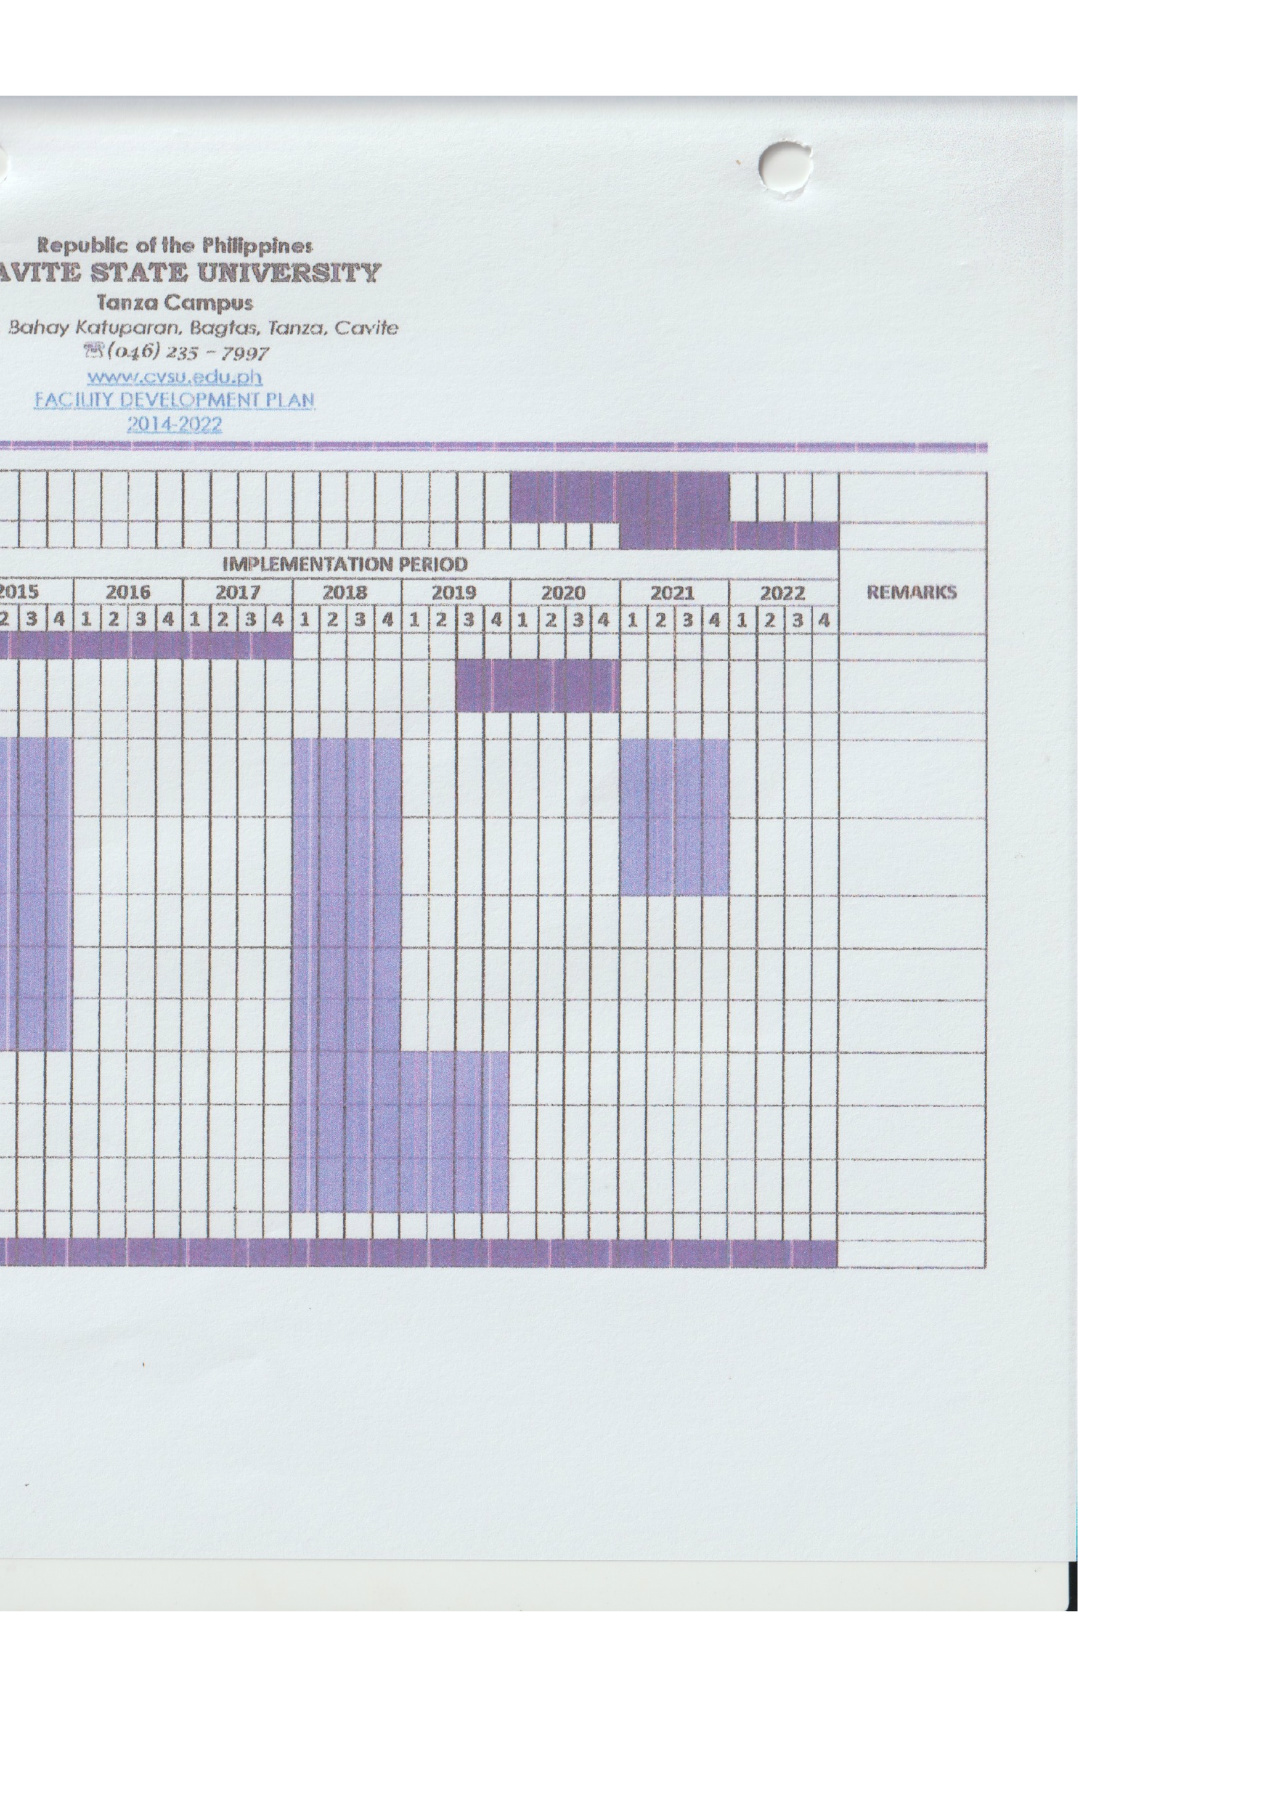 Republic of the Philippines
AVITE STATE UNIVERSITY
Tanza Campus
Bahay Katuparan, Bagtas, Tanza, Cavite
☏(046) 235 – 7997
www.cvsu.edu.ph
FACILITY DEVELOPMENT PLAN
2014-2022
IMPLEMENTATION PERIOD
REMARKS
2015 2016 2017 2018 2019 2020 2021 2022
2 3 4 1 2 3 4 1 2 3 4 1 2 3 4 1 2 3 4 1 2 3 4 1 2 3 4 1 2 3 4